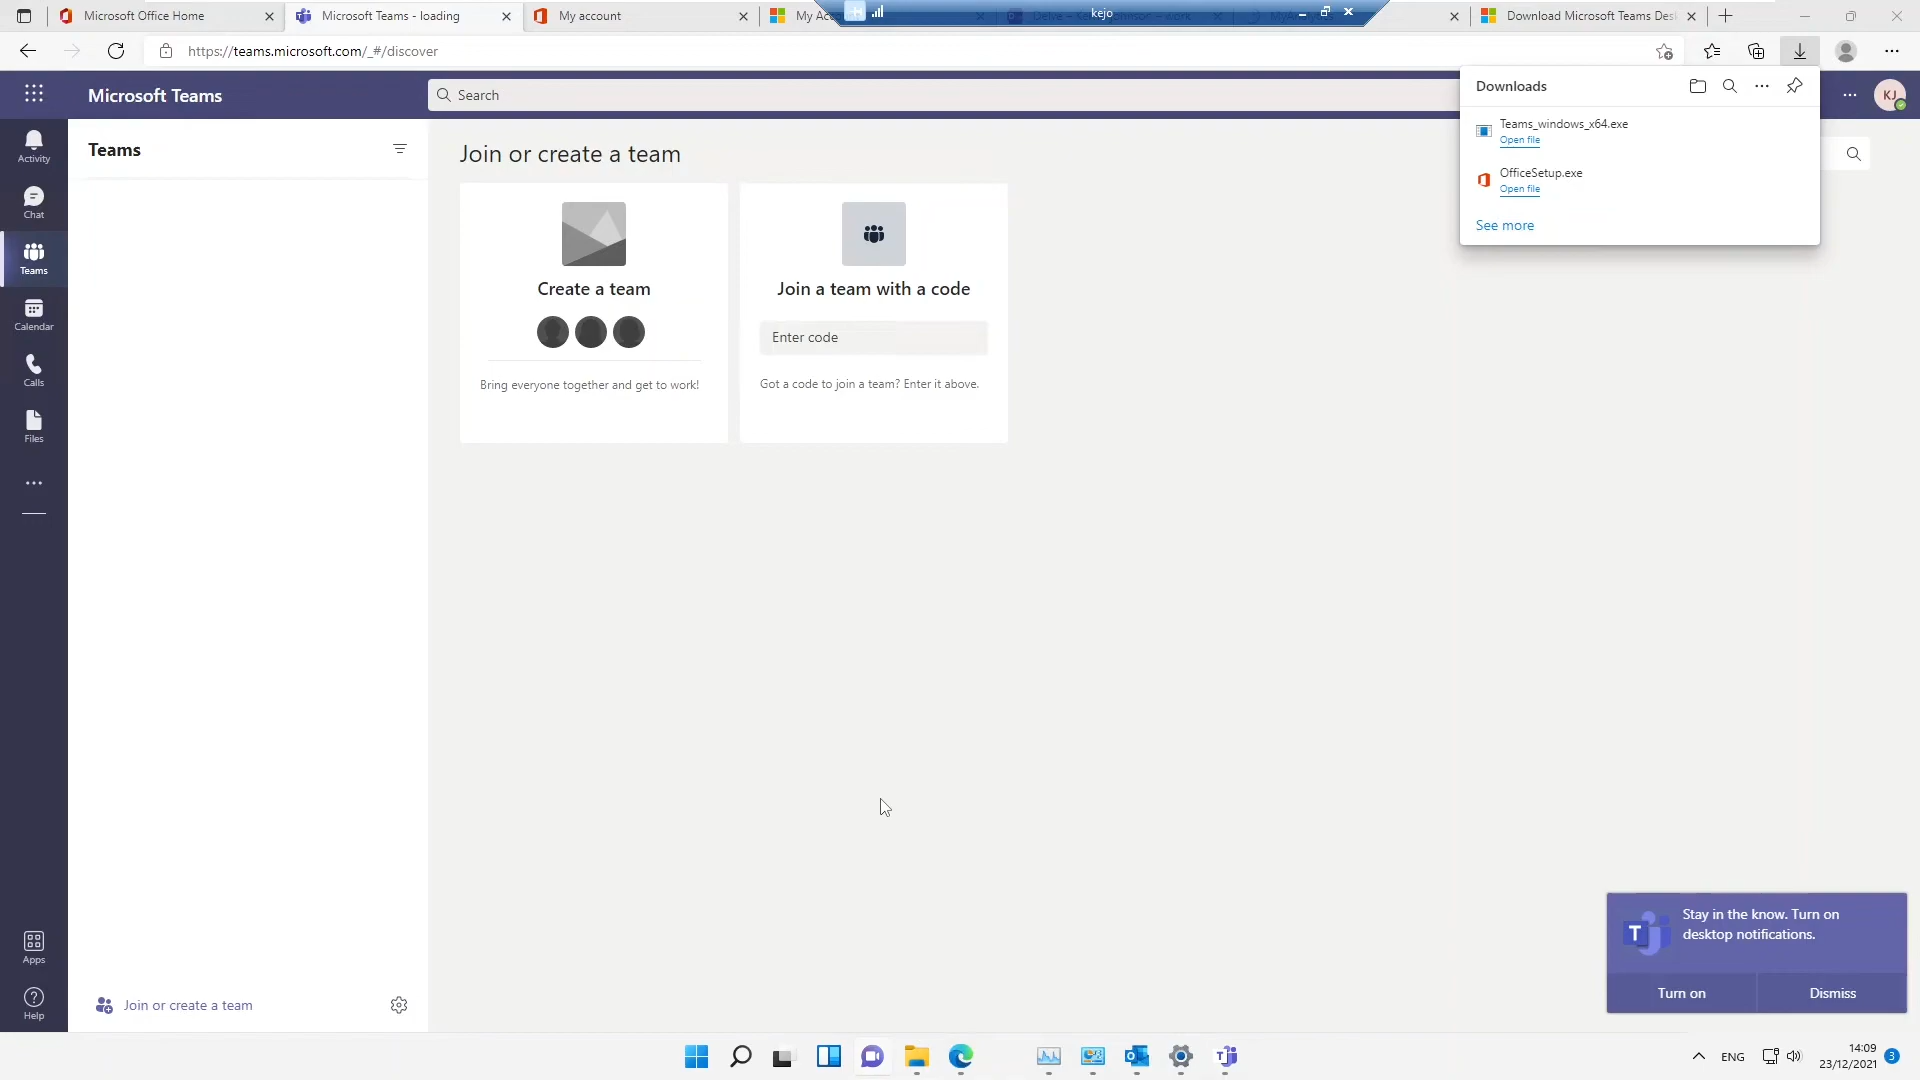 Microsoft Office Home
Microsoft Teams - loading
My account
kejo
Download Microsoft Teams Des
https://teams.microsoft.com/_#/discover
Microsoft Teams
Search
KJ
Downloads
Teams_windows_x64.exe
Open file
OfficeSetup.exe
Open file
See more
Activity
Chat
Teams
Calendar
Calls
Files
Apps
Help
Teams
Join or create a team
Create a team
Bring everyone together and get to work!
Join a team with a code
Enter code
Got a code to join a team? Enter it above.
Join or create a team
Stay in the know. Turn on
desktop notifications.
Turn on
Dismiss
ENG
14:09
23/12/2021
3